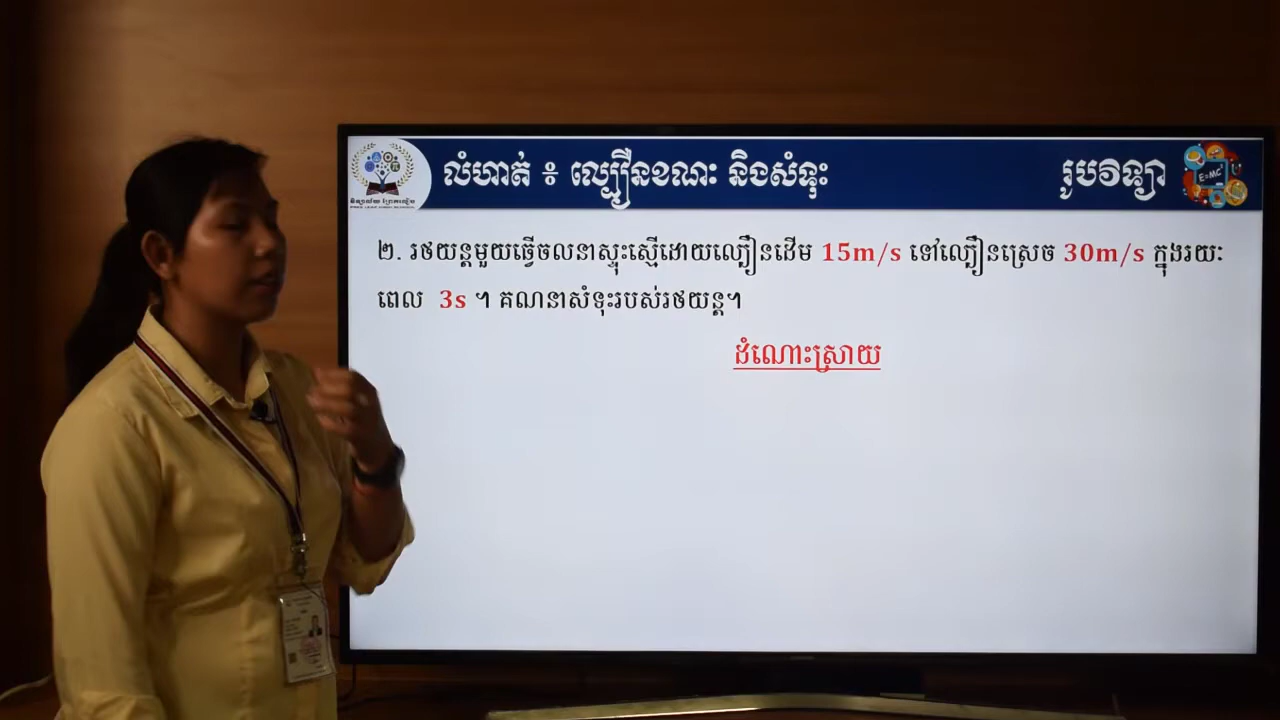 លំហាត់ ៖ ល្បឿនខណៈ និងសំទុះ
រូបវិទ្យា
E=MC²
២. រថយន្តមួយធ្វើចលនាស្ទុះស្មើដោយល្បឿនដើម 15m/s ទៅល្បឿនស្រេច 30m/s ក្នុងរយៈ
ពេល 3s ។ គណនាសំទុះរបស់រថយន្ត។
ដំណោះស្រាយ